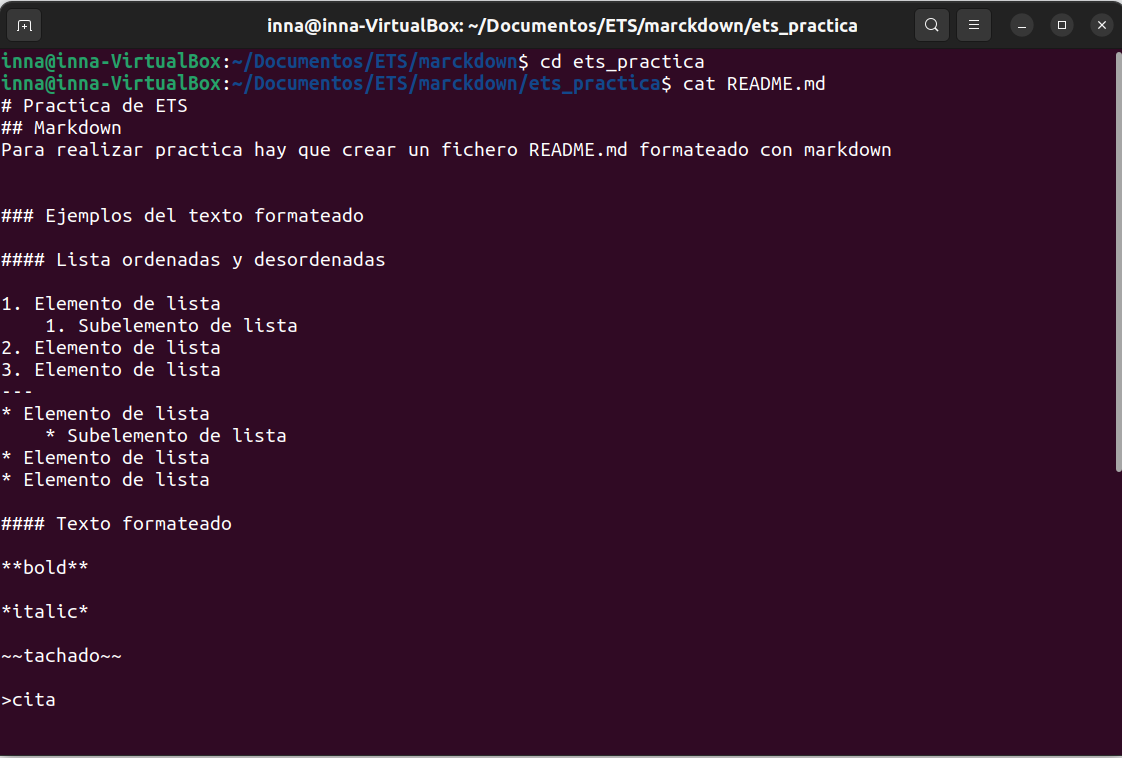 inna@inna-VirtualBox: ~/Documentos/ETS/marckdown/ets_practica
inna@inna-VirtualBox:~/Documentos/ETS/marckdown$ cd ets_practica
inna@inna-VirtualBox:~/Documentos/ETS/marckdown/ets_practica$ cat README.md
# Practica de ETS
## Markdown
Para realizar practica hay que crear un fichero README.md formateado con markdown
### Ejemplos del texto formateado
#### Lista ordenadas y desordenadas
1. Elemento de lista
    1. Subelemento de lista
2. Elemento de lista
3. Elemento de lista
---
* Elemento de lista
    * Subelemento de lista
* Elemento de lista
* Elemento de lista
#### Texto formateado
**bold**
*italic*
~~tachado~~
>cita